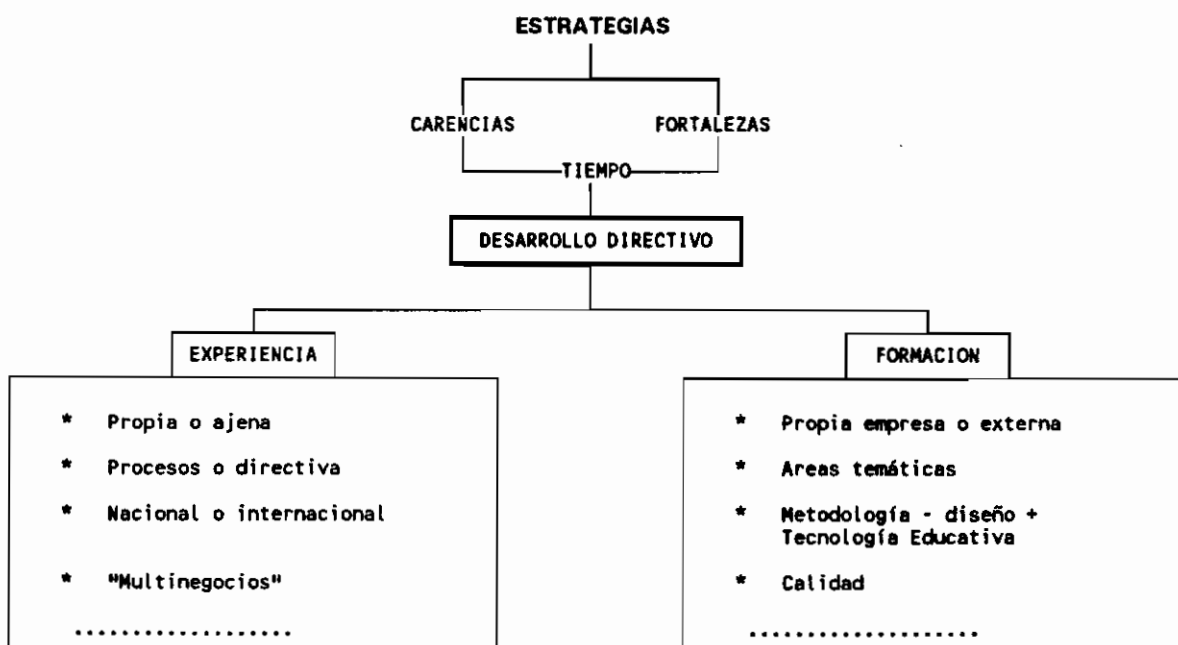 ESTRATEGIAS
CARENCIAS FORTALEZAS
TIEMPO
DESARROLLO DIRECTIVO
EXPERIENCIA
* Propia o ajena
* Procesos o directiva
* Nacional o internacional
* "Multinegocios"
...................
FORMACION
* Propia empresa o externa
* Areas temáticas
* Metodología - diseño +
Tecnología Educativa
* Calidad
....................